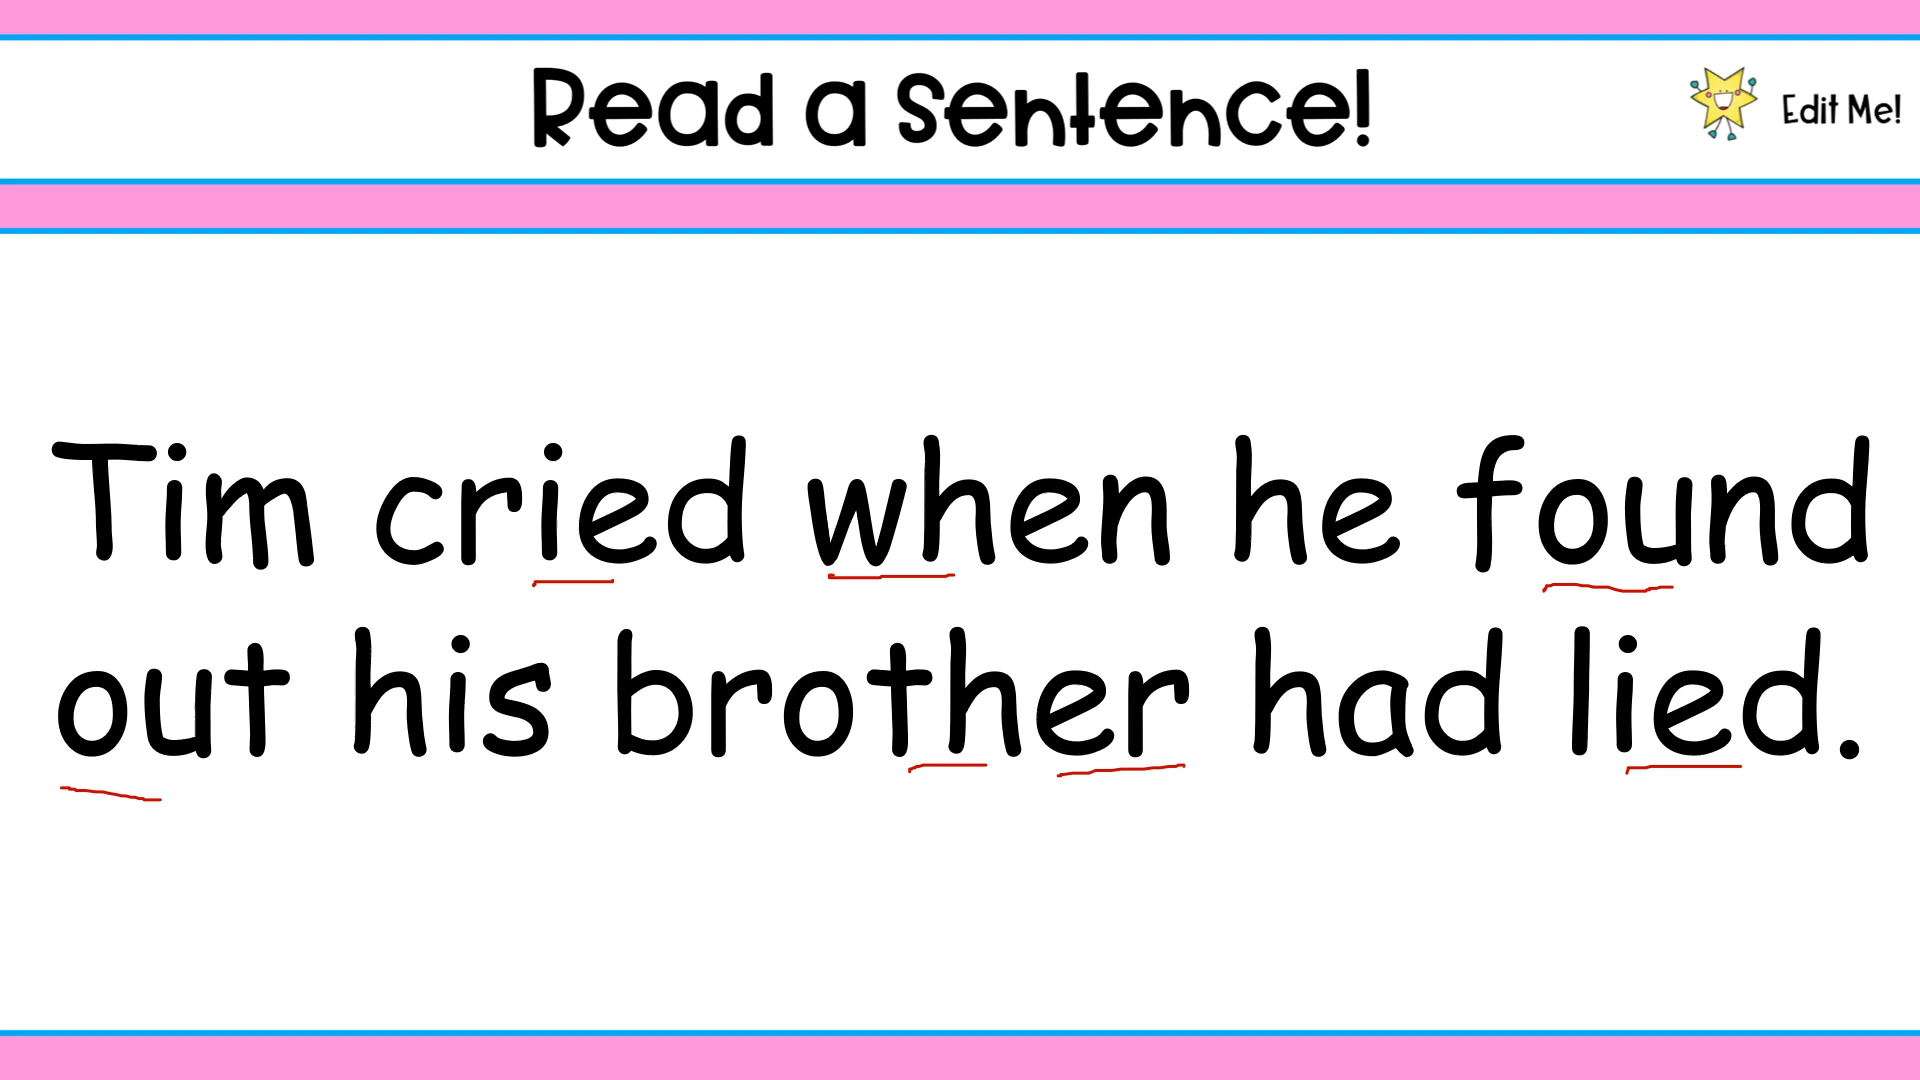 Read a Sentence!
Edit Me!
Tim cried when he found
out his brother had lied.